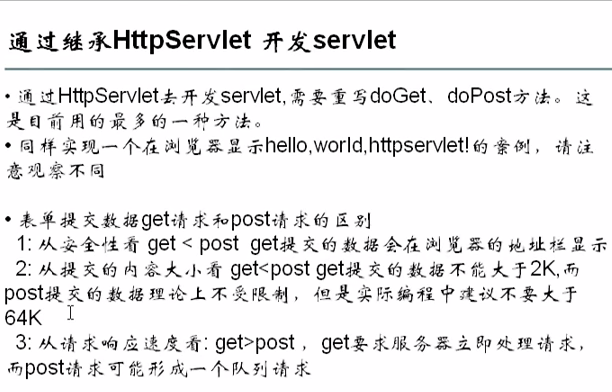 通过继承HttpServlet 开发servlet
• 通过HttpServlet去开发servlet,需要重写doGet、doPost方法。这
是目前用的最多的一种方法。
• 同样实现一个在浏览器显示hello,world,httpservlet!的案例，请注
意观察不同
• 表单提交数据get请求和post请求的区别
1: 从安全性看 get < post get提交的数据会在浏览器的地址栏显示
2: 从提交的内容大小看 get<post get提交的数据不能大于2K,而
post提交的数据理论上不受限制，但是实际编程中建议不要大于
64K
3: 从请求响应速度看: get>post ，get要求服务器立即处理请求，
而post请求可能形成一个队列请求